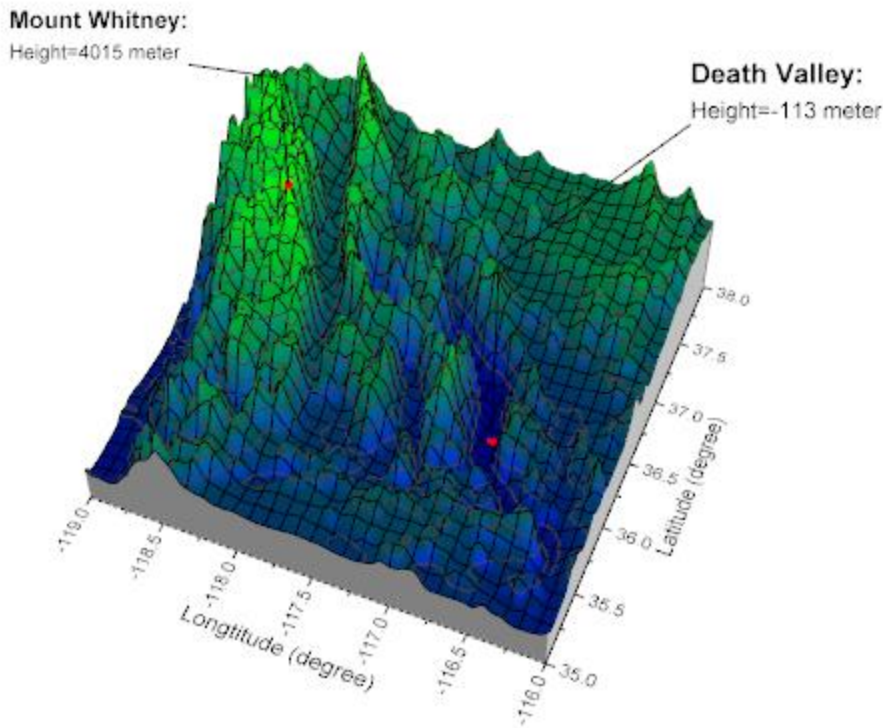 Mount Whitney:
Height=4015 meter
Death Valley:
Height=-113 meter
38.0
37.5
37.0
36.5
36.0
35.5
35.0
Latitude (degree)
-119.0
-118.5
-118.0
-117.5
-117.0
-116.5
-116.0
Longtitude (degree)